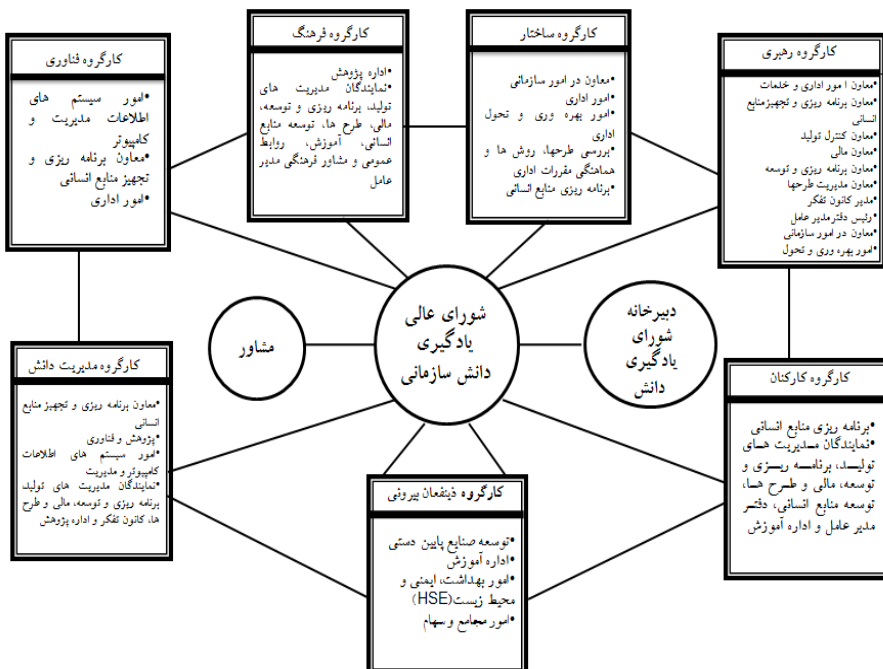 کارگروه رهبری
•معاون امور اداری و خدمات
•معاون برنامه ریزی و تجهیزمنابع
انسانی
•معاون کنترل تولید
•معاون مالی
•معاون برنامه ریزی و توسعه
•معاون مدیریت طرحها
•مدیر کانون تفکر
•رئیس دفترمدیر عامل
•معاون در امور سازمانی
•امور بهره وری و تحول
کارگروه ساختار
•معاون در امور سازمانی
•امور اداری
•امور بهره وری و تحول
اداری
•بررسی طرحها، روش ها و
هماهنگی مقررات اداری
•برنامه ریزی منابع انسانی
کارگروه فرهنگ
•اداره پژوهش
•نمایندگان مدیریت های
تولید، برنامه ریزی و توسعه،
مالی، طرح ها، توسعه منابع
انسانی، آموزش، روابط
عمومی و مشاور فرهنگی مدیر
عامل
کارگروه فناوری
•امور سیستم های
اطلاعات مدیریت و
کامپیوتر
•معاون برنامه ریزی و
تجهیز منابع انسانی
•امور اداری
دبیرخانه
شورای
یادگیری
دانش
شورای عالی
یادگیری
دانش سازمانی
مشاور
کارگروه کارکنان
•برنامه ریزی منابع انسانی
•نمایندگان مدیریت های
تولید، برنامه ریزی و
توسعه، مالی و طرح ها،
توسعه منابع انسانی، دفتر
مدیر عامل و اداره آموزش
کارگروه ذینفعان بیرونی
•توسعه صنایع پایین دستی
•اداره آموزش
•امور بهداشت، ایمنی و
محیط زیست(HSE)
•امور مجامع و سهام
کارگروه مدیریت دانش
•معاون برنامه ریزی و تجهیز منابع
انسانی
•پژوهش و فناوری
•امور سیستم های اطلاعات
کامپیوتر و مدیریت
•نمایندگان مدیریت های تولید،
برنامه ریزی و توسعه، مالی و طرح
ها، کانون تفکر و اداره پژوهش